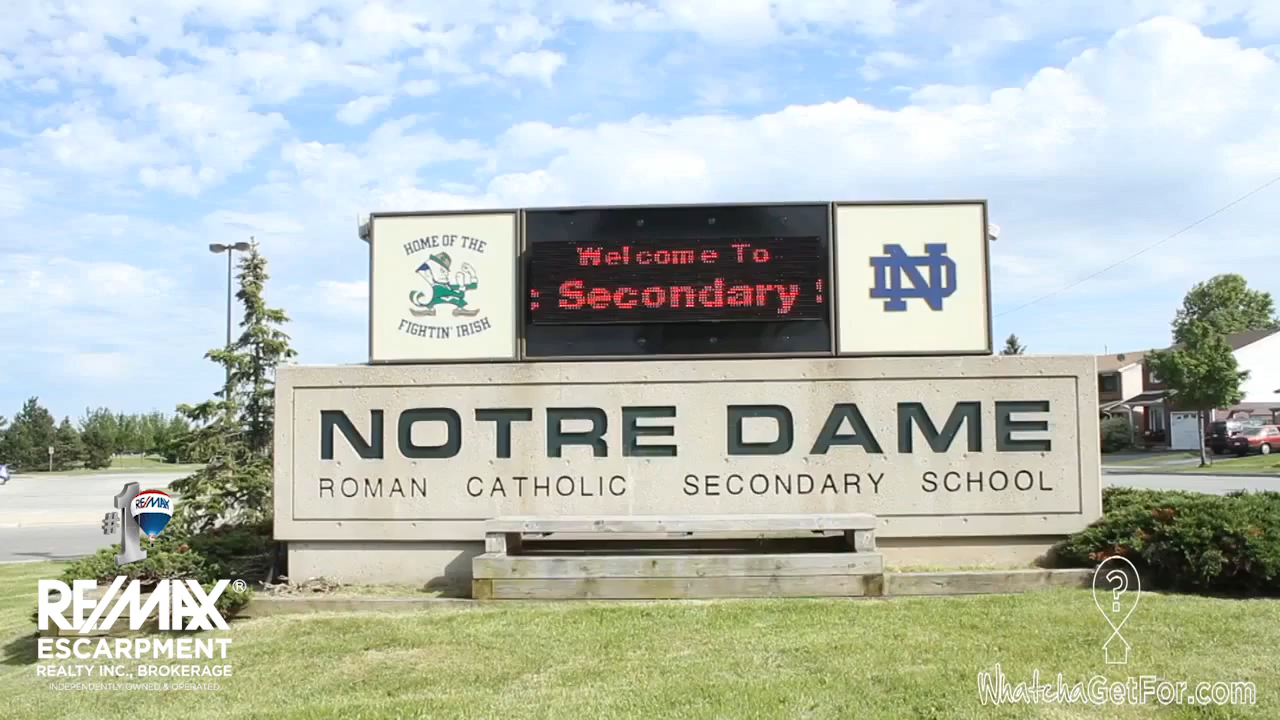 HOME OF THE
FIGHTIN' IRISH
Welcome To
: Secondary
ND
NOTRE DAME
ROMAN CATHOLIC SECONDARY SCHOOL
#1
RE/MAX
RE/MAX®
ESCARPMENT
REALTY INC., BROKERAGE
INDEPENDENTLY OWNED & OPERATED
?
WhatchaGetFor.com